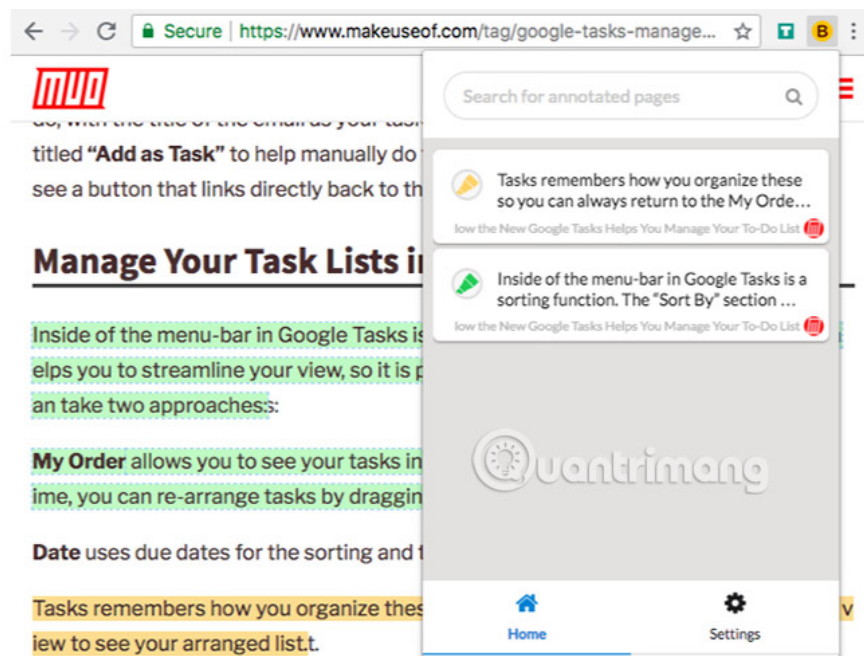 Secure | https://www.makeuseof.com/tag/google-tasks-manage...
B
MUO
do, with the title of the email as your task
titled “Add as Task” to help manually do
see a button that links directly back to th
Manage Your Task Lists i
Inside of the menu-bar in Google Tasks is
elps you to streamline your view, so it is p
an take two approaches:s:
My Order allows you to see your tasks in
ime, you can re-arrange tasks by draggin
Date uses due dates for the sorting and t
Tasks remembers how you organize thes
v
iew to see your arranged list.t.
Search for annotated pages
Tasks remembers how you organize these
so you can always return to the My Orde...
low the New Google Tasks Helps You Manage Your To-Do List
Inside of the menu-bar in Google Tasks is a
sorting function. The “Sort By” section ...
low the New Google Tasks Helps You Manage Your To-Do List
Quantrimang
Home
Settings